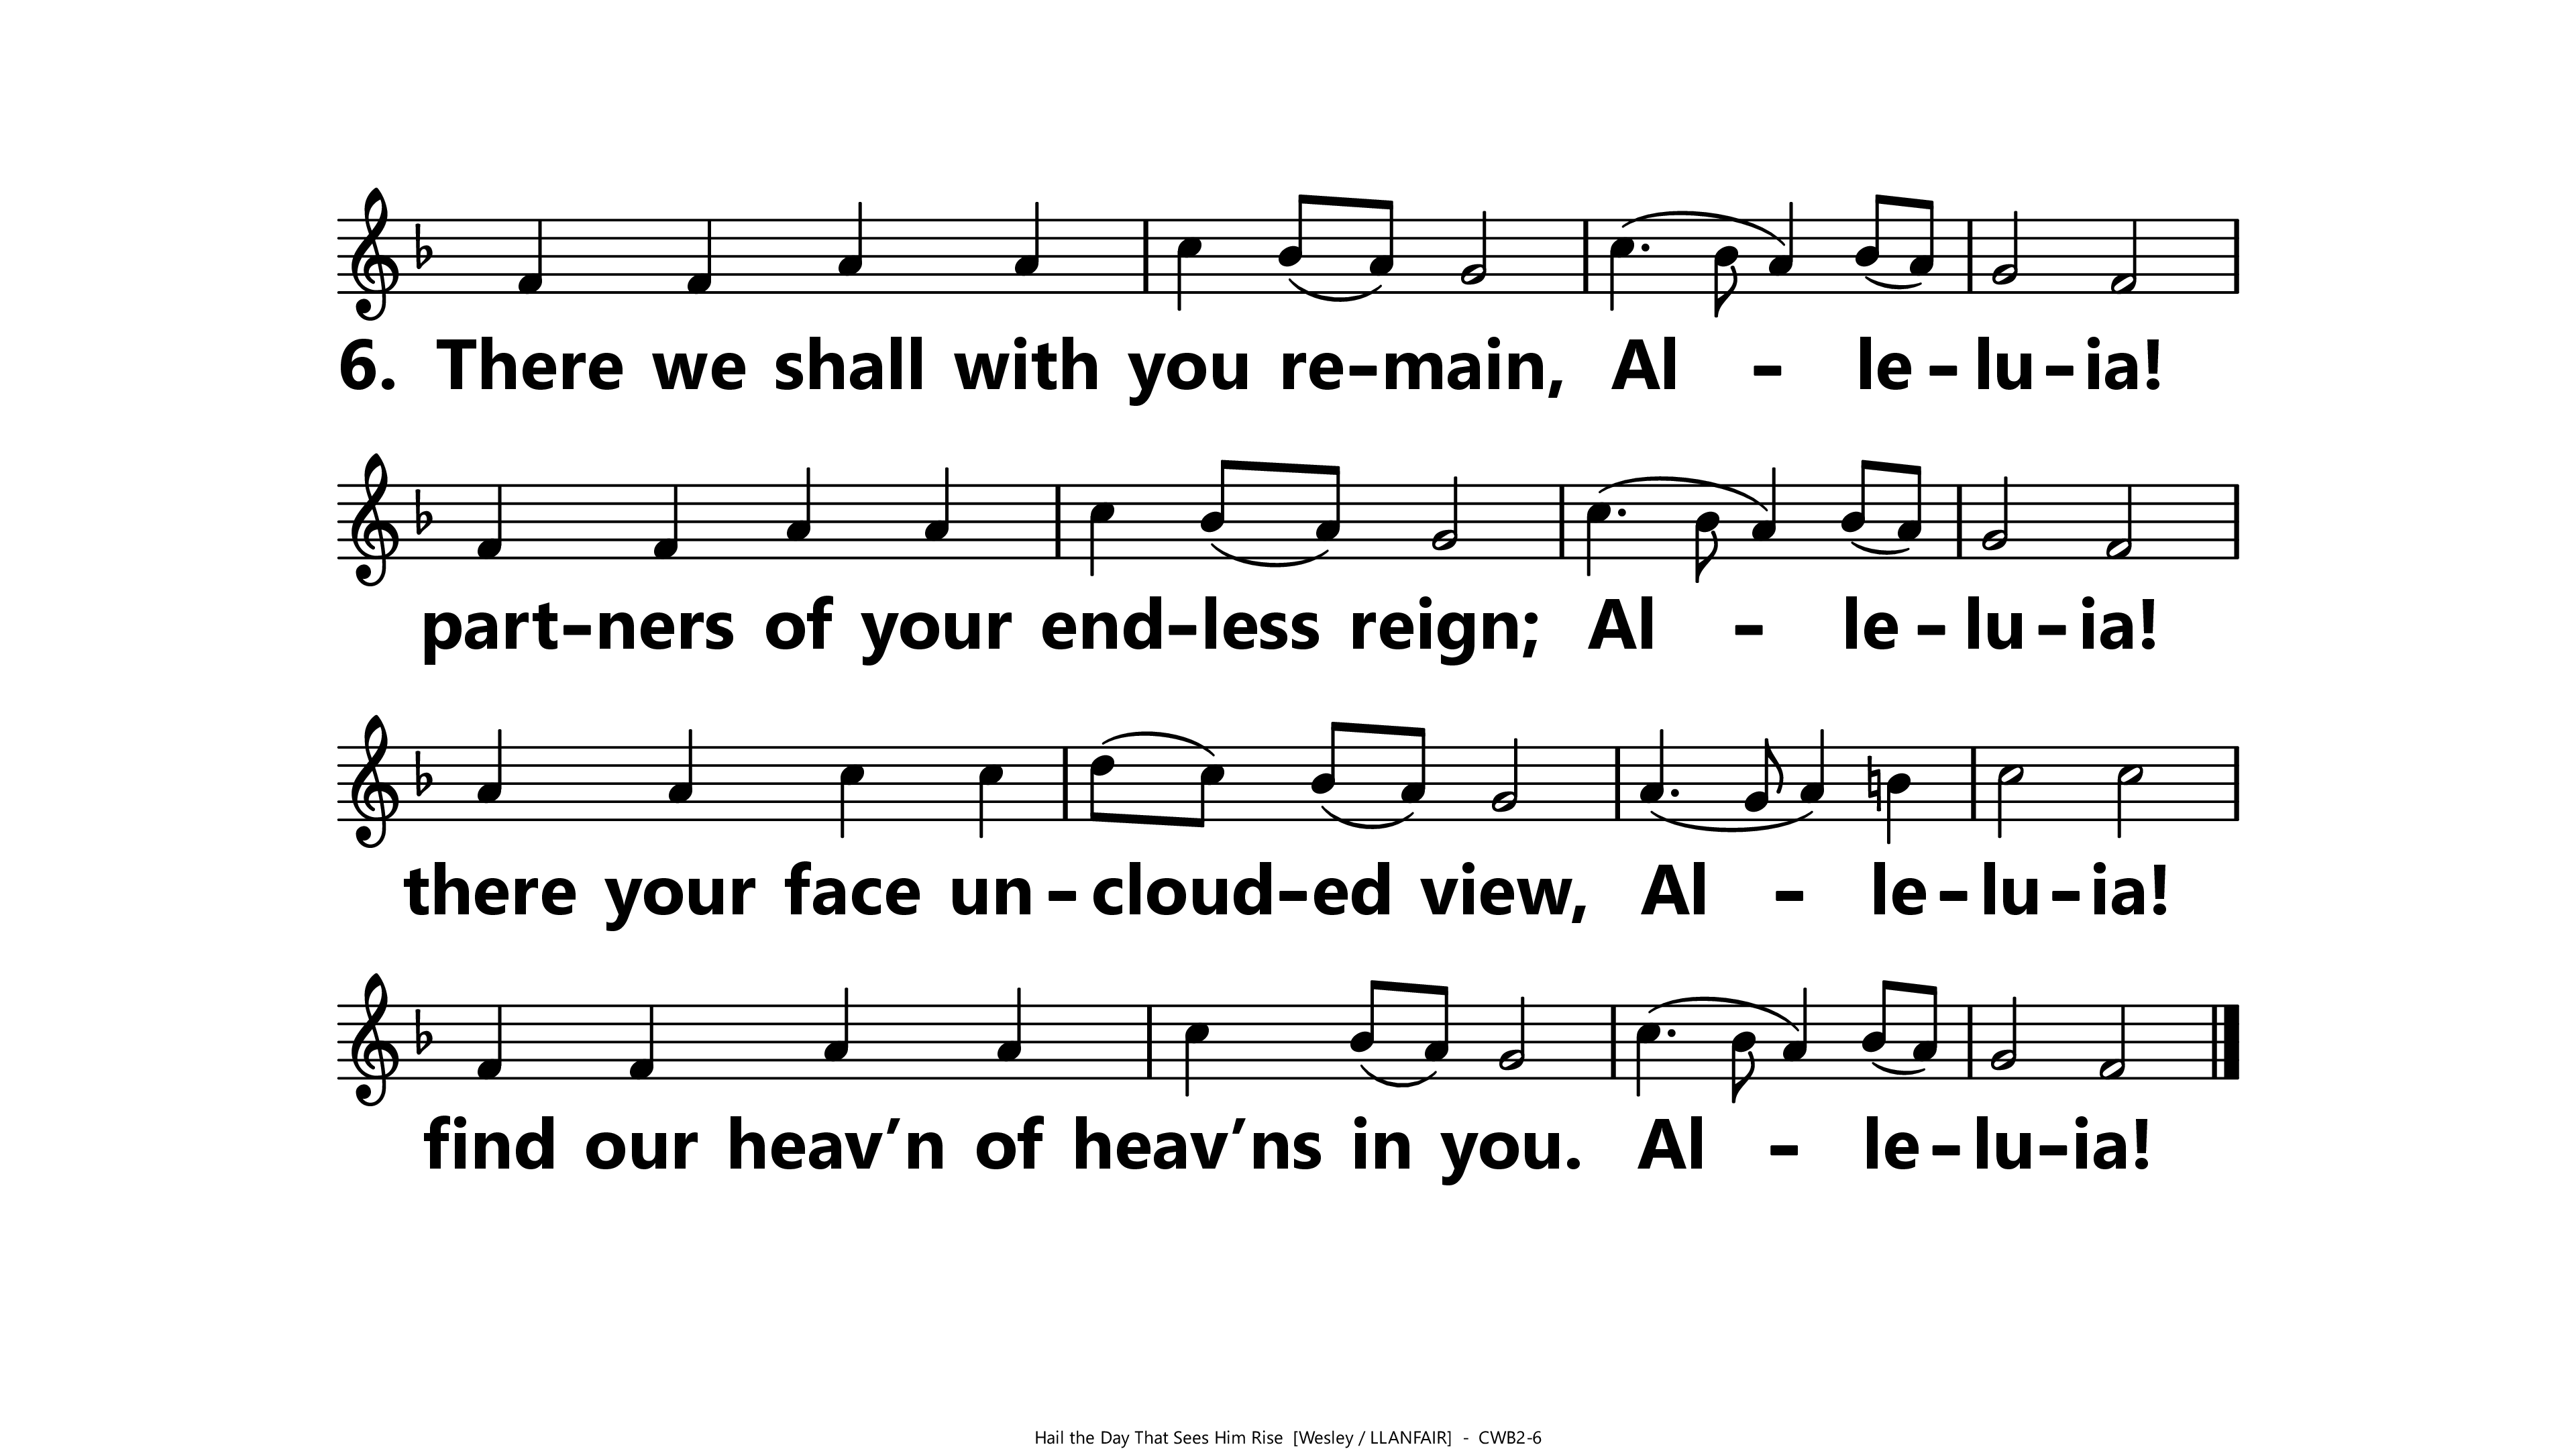 6. There we shall with you re-main, Al - le-lu-ia!
part-ners of your end-less reign; Al - le-lu-ia!
there your face un-cloud-ed view, Al - le-lu-ia!
find our heav’n of heav’ns in you. Al - le-lu-ia!
Hail the Day That Sees Him Rise [Wesley / LLANFAIR] - CWB2-6